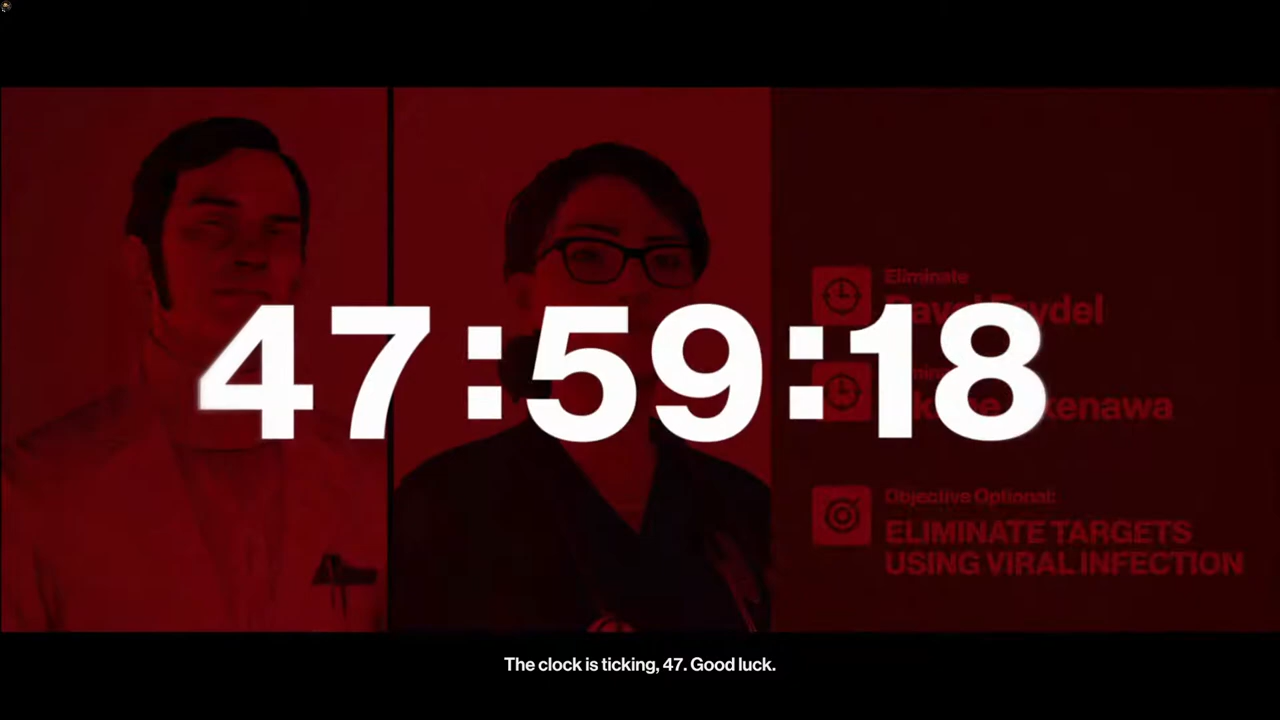 47:59:18
Eliminate
Objective Optional:
ELIMINATE TARGETS
USING VIRAL INFECTION
The clock is ticking, 47. Good luck.